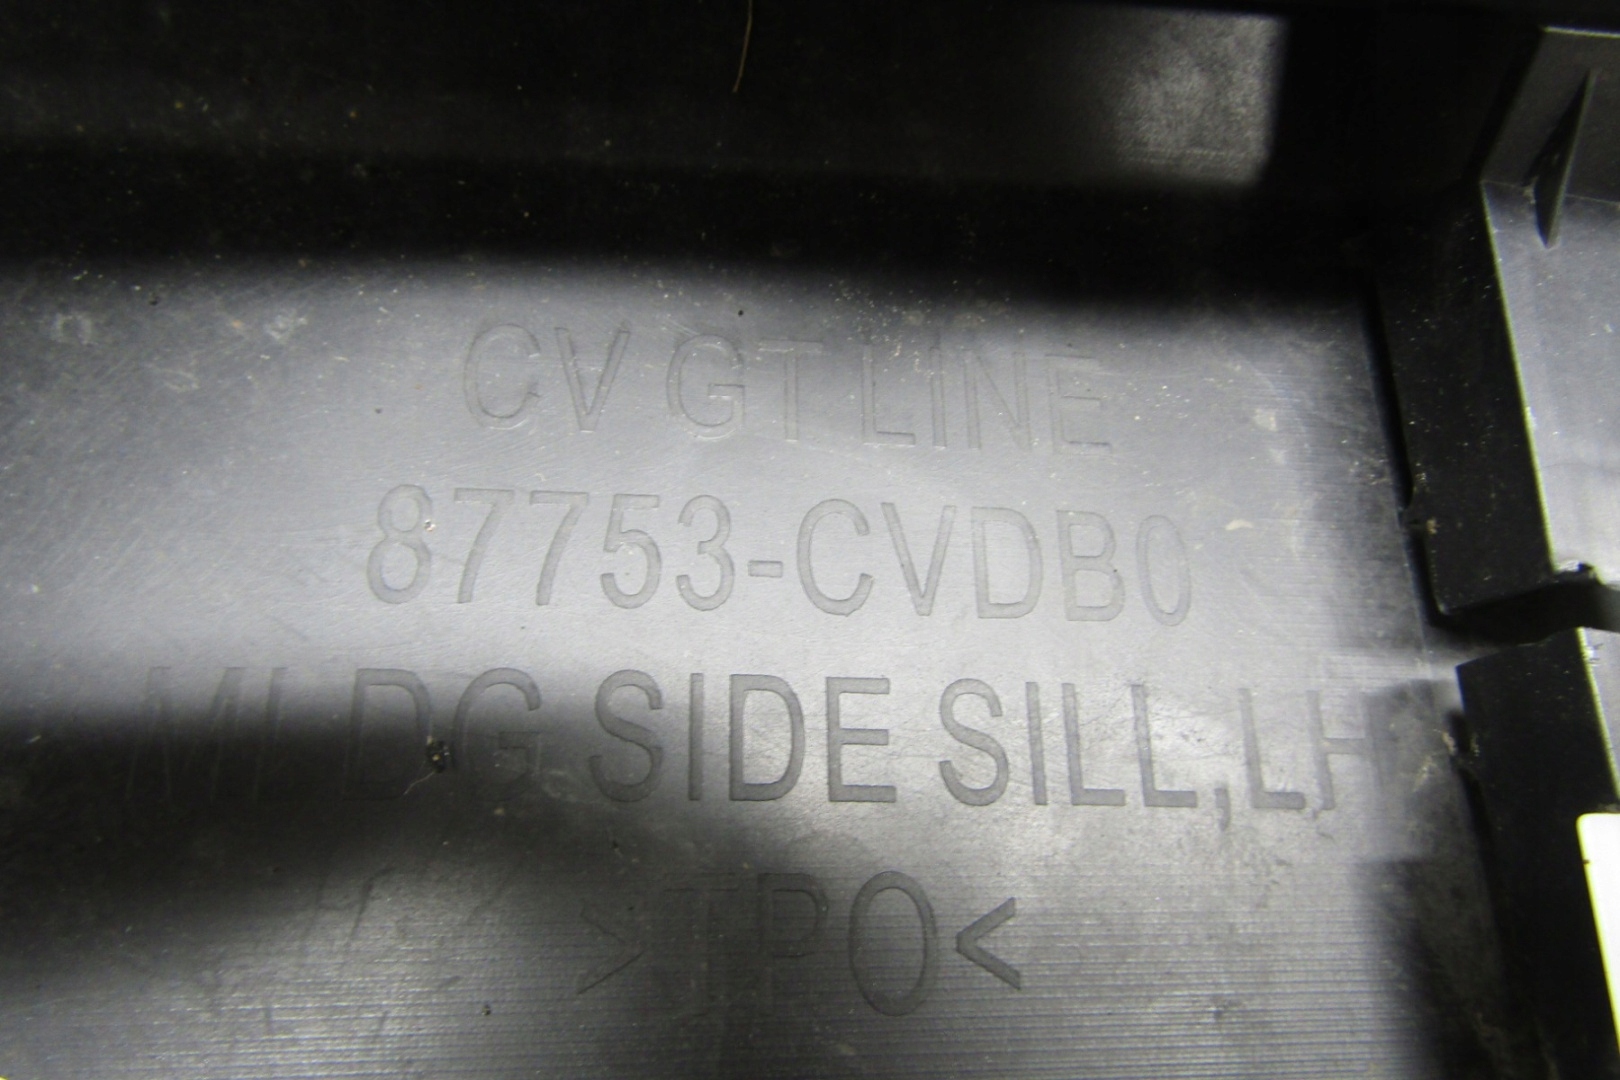 CV GT LINE
87753-CVDB0
MLDG SIDE SILL,LH
>TPO<